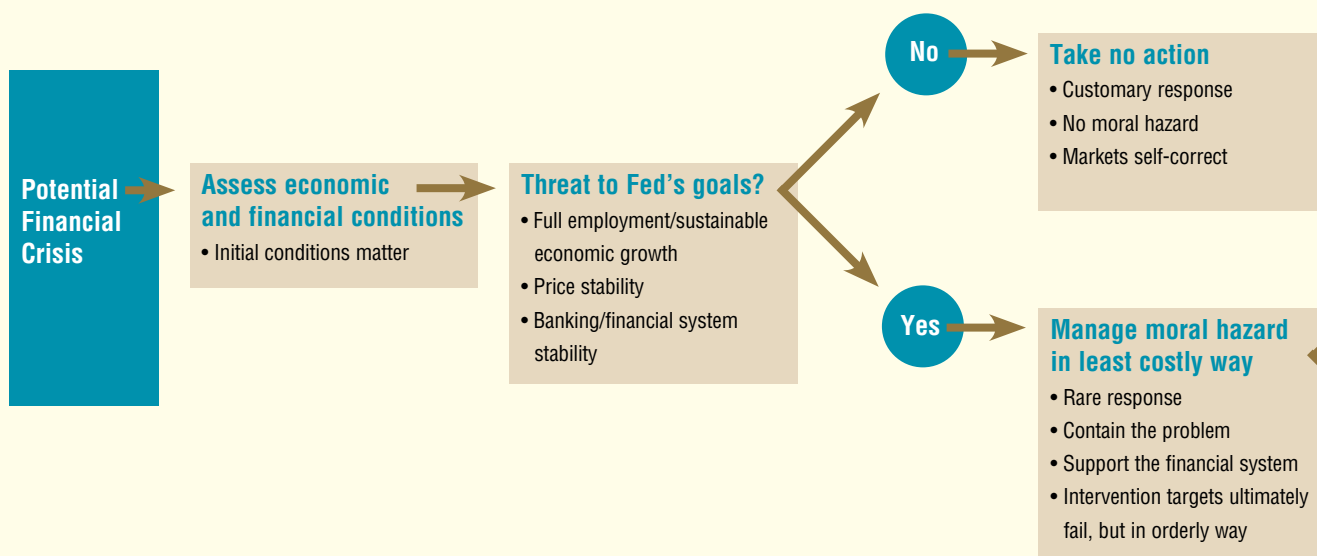 Potential
Financial
Crisis
Assess economic
and financial conditions
• Initial conditions matter
Threat to Fed's goals?
• Full employment/sustainable
economic growth
• Price stability
• Banking/financial system
stability
No
Take no action
• Customary response
• No moral hazard
• Markets self-correct
Yes
Manage moral hazard
in least costly way
• Rare response
• Contain the problem
• Support the financial system
• Intervention targets ultimately
fail, but in orderly way